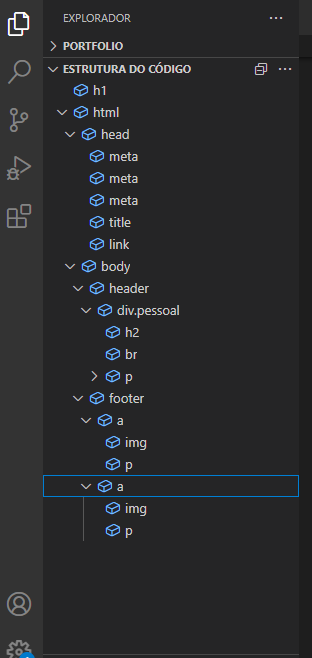 EXPLORADOR
PORTFOLIO
ESTRUTURA DO CÓDIGO
h1
html
head
meta
meta
meta
title
link
body
header
div.pessoal
h2
br
p
footer
a
img
p
a
img
p